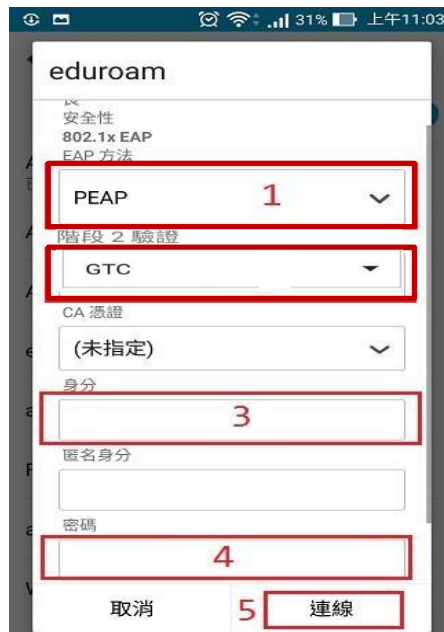 31% 上午11:03
eduroam
安全性
802.1x EAP
EAP 方法
PEAP 1
階段 2 驗證
GTC
CA 憑證
(未指定)
身分
3
匿名身分
密碼
4
取消 5 連線